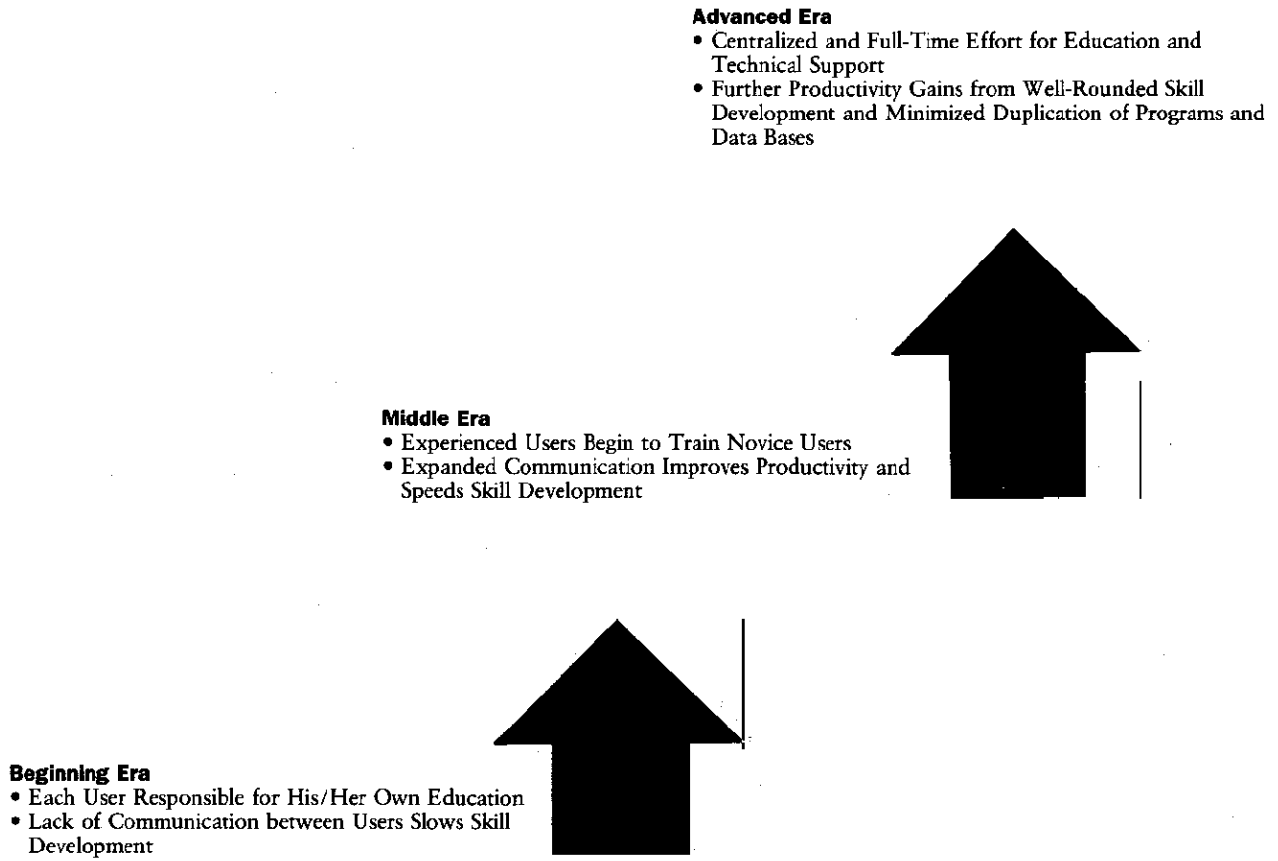 Advanced Era
• Centralized and Full-Time Effort for Education and
Technical Support
• Further Productivity Gains from Well-Rounded Skill
Development and Minimized Duplication of Programs and
Data Bases
Middle Era
• Experienced Users Begin to Train Novice Users
• Expanded Communication Improves Productivity and
Speeds Skill Development
Beginning Era
• Each User Responsible for His/Her Own Education
• Lack of Communication between Users Slows Skill
Development